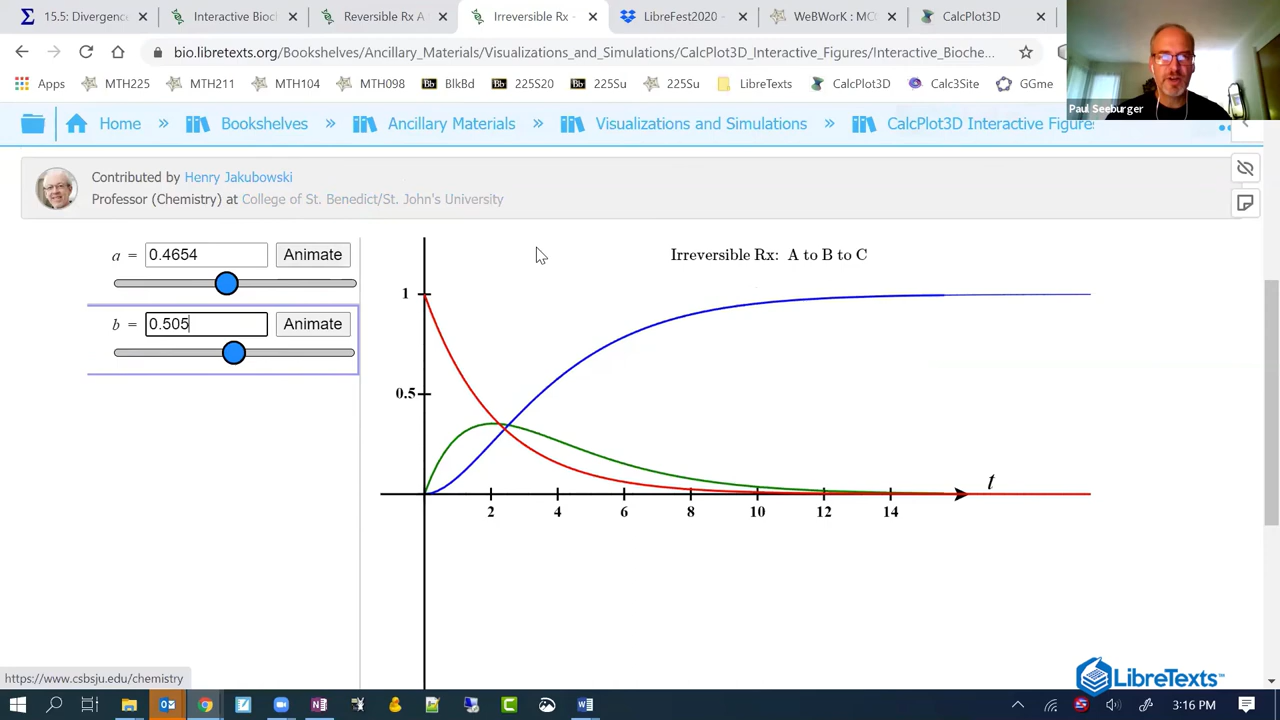 15.5: Divergence
Interactive Bioc
Reversible Rx A
Irreversible Rx -
LibreFest2020
WeBWorK : MC
CalcPlot3D
bio.libretexts.org/Bookshelves/Ancillary_Materials/Visualizations_and_Simulations/CalcPlot3D_Interactive_Figures/Interactive_Bioche...
Apps MTH225 MTH211 MTH104 MTH098 Blk8d 225S20 225Su 225Su LibreTexts CalcPlot3D Calc3Site GGme
Paul Seeburger
Home » Bookshelves » Ancillary Materials » Visualizations and Simulations » CalcPlot3D Interactive Figures
Contributed by Henry Jakubowski
Professor (Chemistry) at College of St. Benedict/St. John's University
a = 0.4654 Animate
b = 0.505 Animate
Irreversible Rx: A to B to C
1
0.5
t
2 4 6 8 10 12 14
https://www.csbsju.edu/chemistry
LibreTexts™
3:16 PM